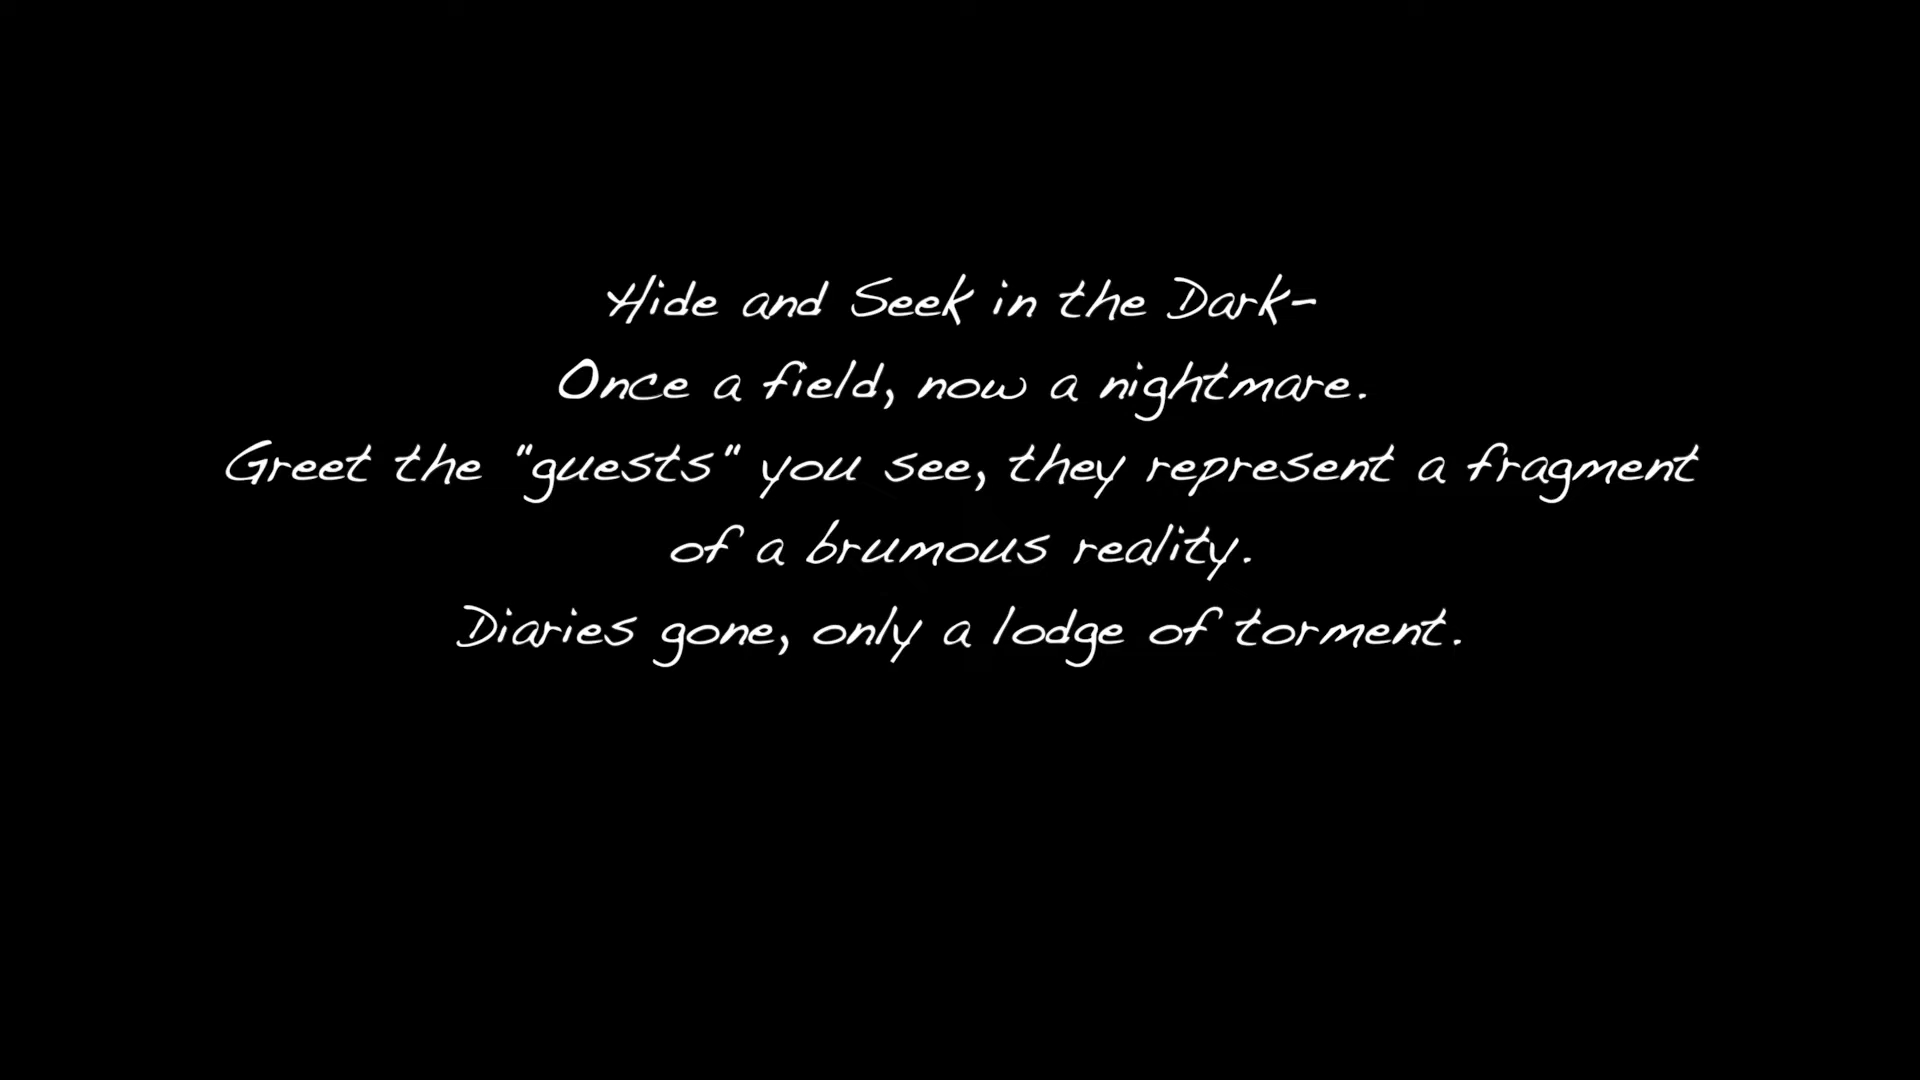 Hide and Seek in the Dark-
Once a field, now a nightmare.
Greet the "guests" you see, they represent a fragment
of a brumous reality.
Diaries gone, only a lodge of torment.